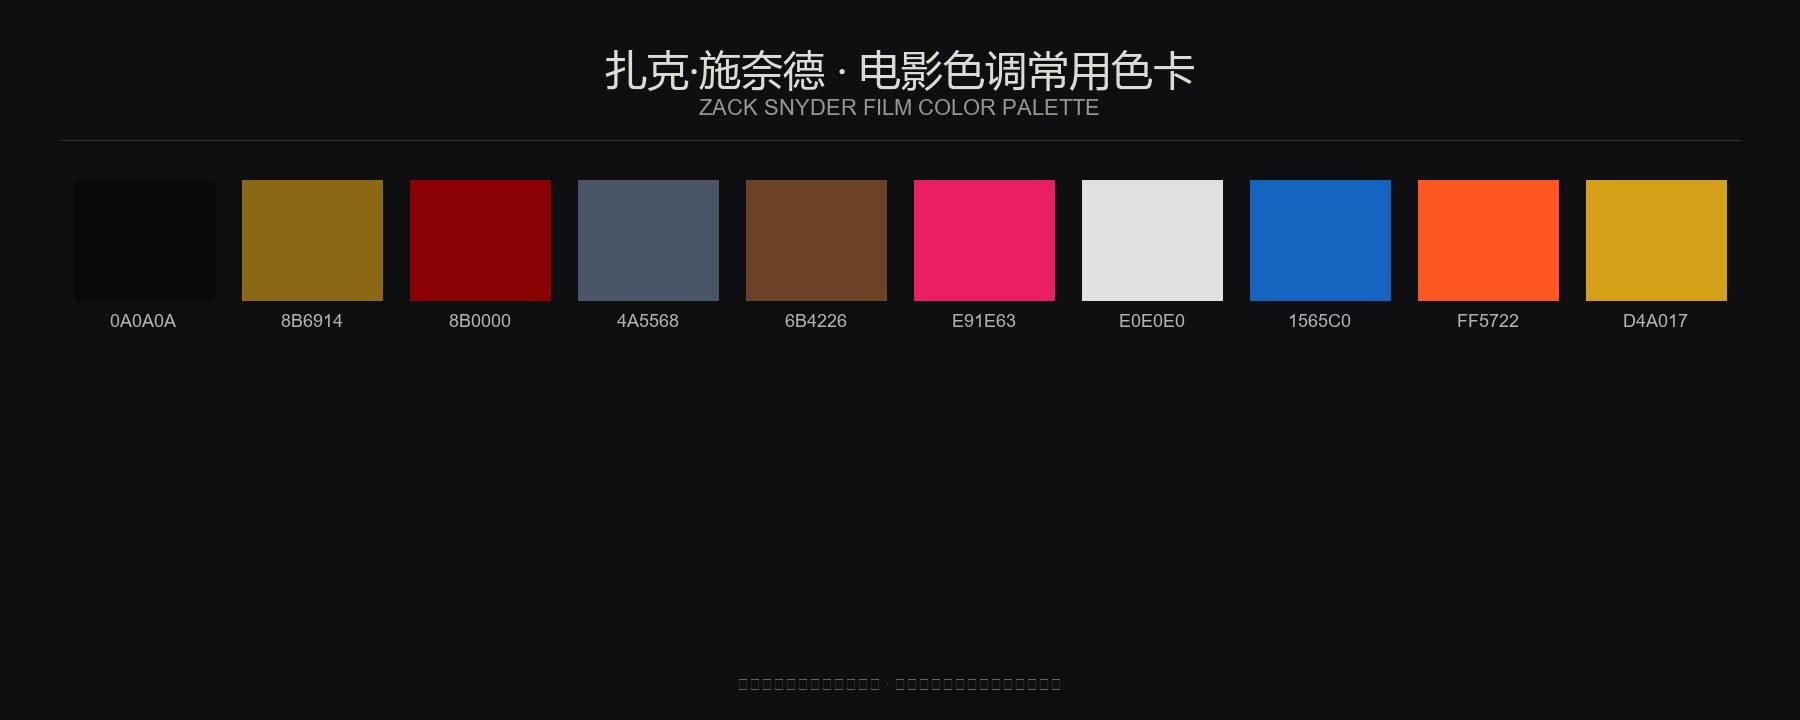 扎克·施奈德 · 电影色调常用色卡
ZACK SNYDER FILM COLOR PALETTE
0A0A0A 8B6914 8B0000 4A5568 6B4226 E91E63 E0E0E0 1565C0 FF5722 D4A017